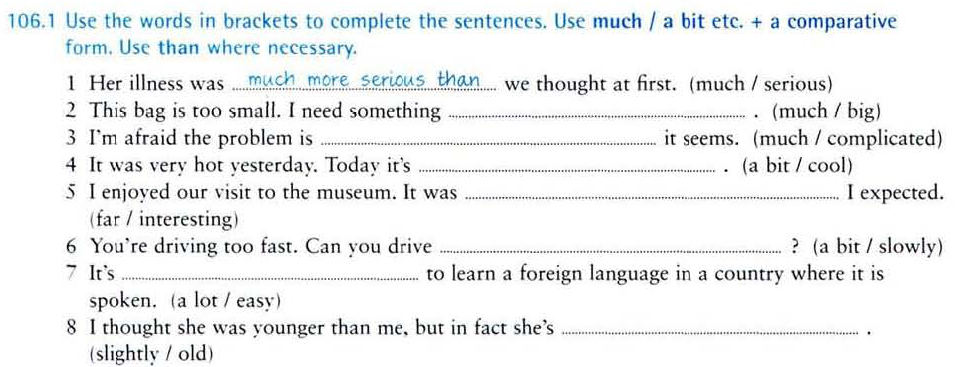 106.1 Use the words in brackets to complete the sentences. Use much / a bit etc. + a comparative
form. Use than where necessary.
1 Her illness was ...much more serious than... we thought at first. (much / serious)
2 This bag is too small. I need something ............ . (much / big)
3 I'm afraid the problem is ............ it seems. (much / complicated)
4 It was very hot yesterday. Today it's ............ . (a bit / cool)
5 I enjoyed our visit to the museum. It was ............ I expected.
(far / interesting)
6 You're driving too fast. Can you drive ............ ? (a bit / slowly)
7 It's ............ to learn a foreign language in a country where it is
spoken. (a lot / easy)
8 I thought she was younger than me, but in fact she's ............ .
(slightly / old)